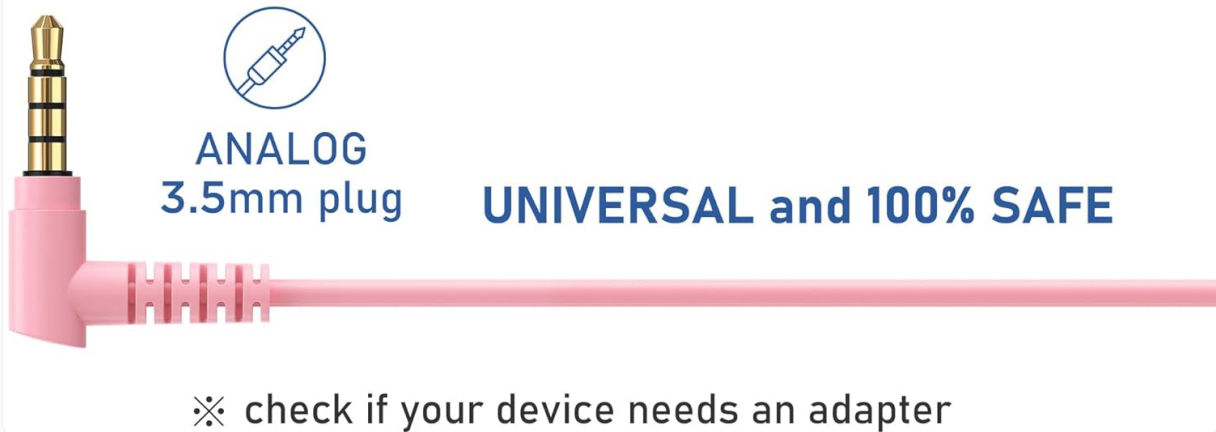 ANALOG
3.5mm plug
UNIVERSAL and 100% SAFE
※ check if your device needs an adapter